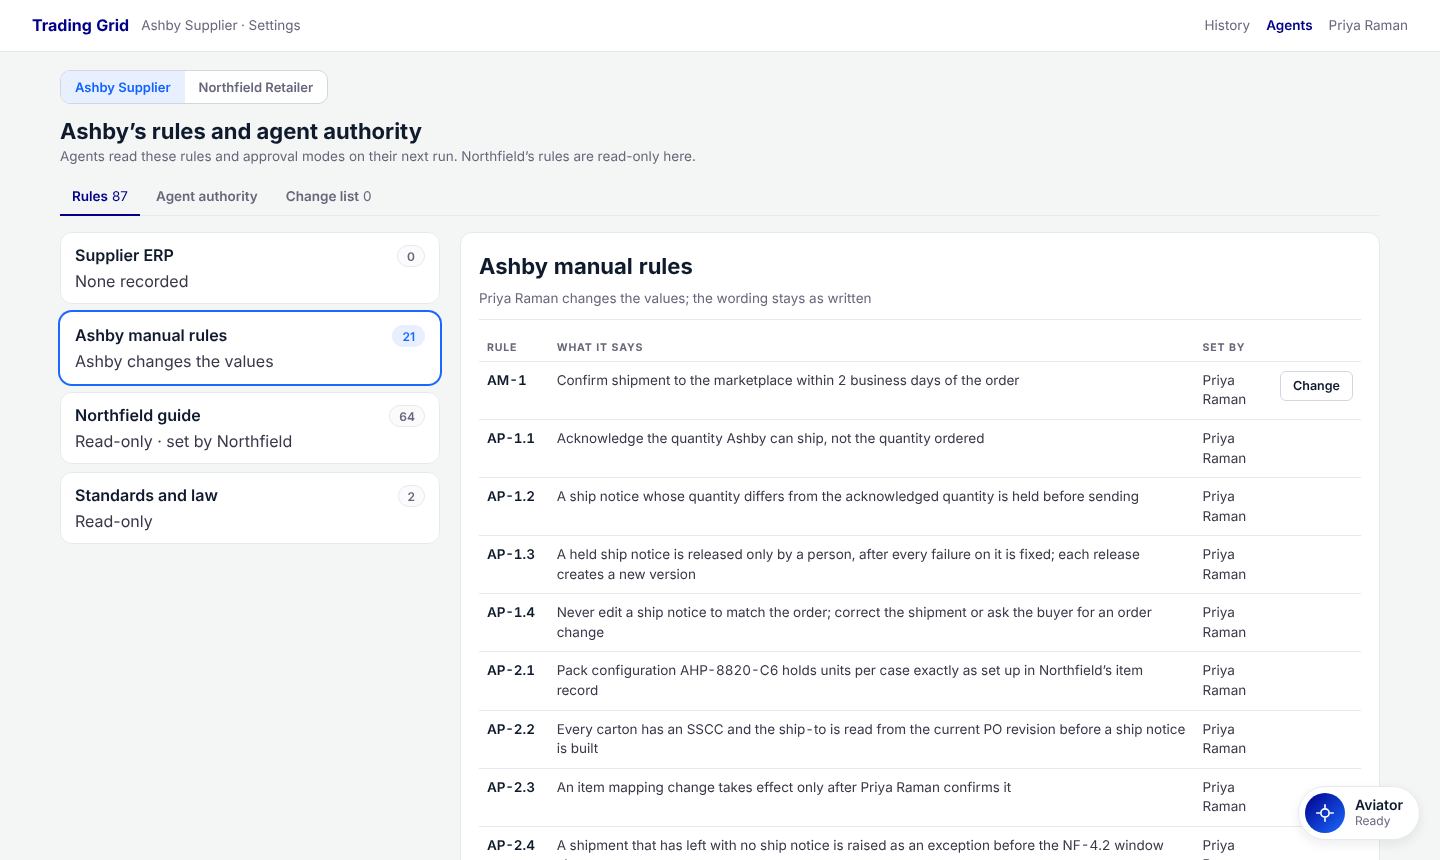 Trading Grid Ashby Supplier · Settings History Agents Priya Raman
Ashby Supplier Northfield Retailer
Ashby’s rules and agent authority
Agents read these rules and approval modes on their next run. Northfield’s rules are read-only here.
Rules 87 Agent authority Change list 0
Supplier ERP 0
None recorded
Ashby manual rules 21
Ashby changes the values
Northfield guide 64
Read-only · set by Northfield
Standards and law 2
Read-only
Ashby manual rules
Priya Raman changes the values; the wording stays as written
RULE WHAT IT SAYS SET BY
AM-1 Confirm shipment to the marketplace within 2 business days of the order Priya Change
Raman
AP-1.1 Acknowledge the quantity Ashby can ship, not the quantity ordered Priya
Raman
AP-1.2 A ship notice whose quantity differs from the acknowledged quantity is held before sending Priya
Raman
AP-1.3 A held ship notice is released only by a person, after every failure on it is fixed; each release Priya
creates a new version Raman
AP-1.4 Never edit a ship notice to match the order; correct the shipment or ask the buyer for an order Priya
change Raman
AP-2.1 Pack configuration AHP-8820-C6 holds units per case exactly as set up in Northfield’s item Priya
record Raman
AP-2.2 Every carton has an SSCC and the ship-to is read from the current PO revision before a ship notice Priya
is built Raman
AP-2.3 An item mapping change takes effect only after Priya Raman confirms it Priya
Raman
AP-2.4 A shipment that has left with no ship notice is raised as an exception before the NF-4.2 window Priya
Aviator
Ready